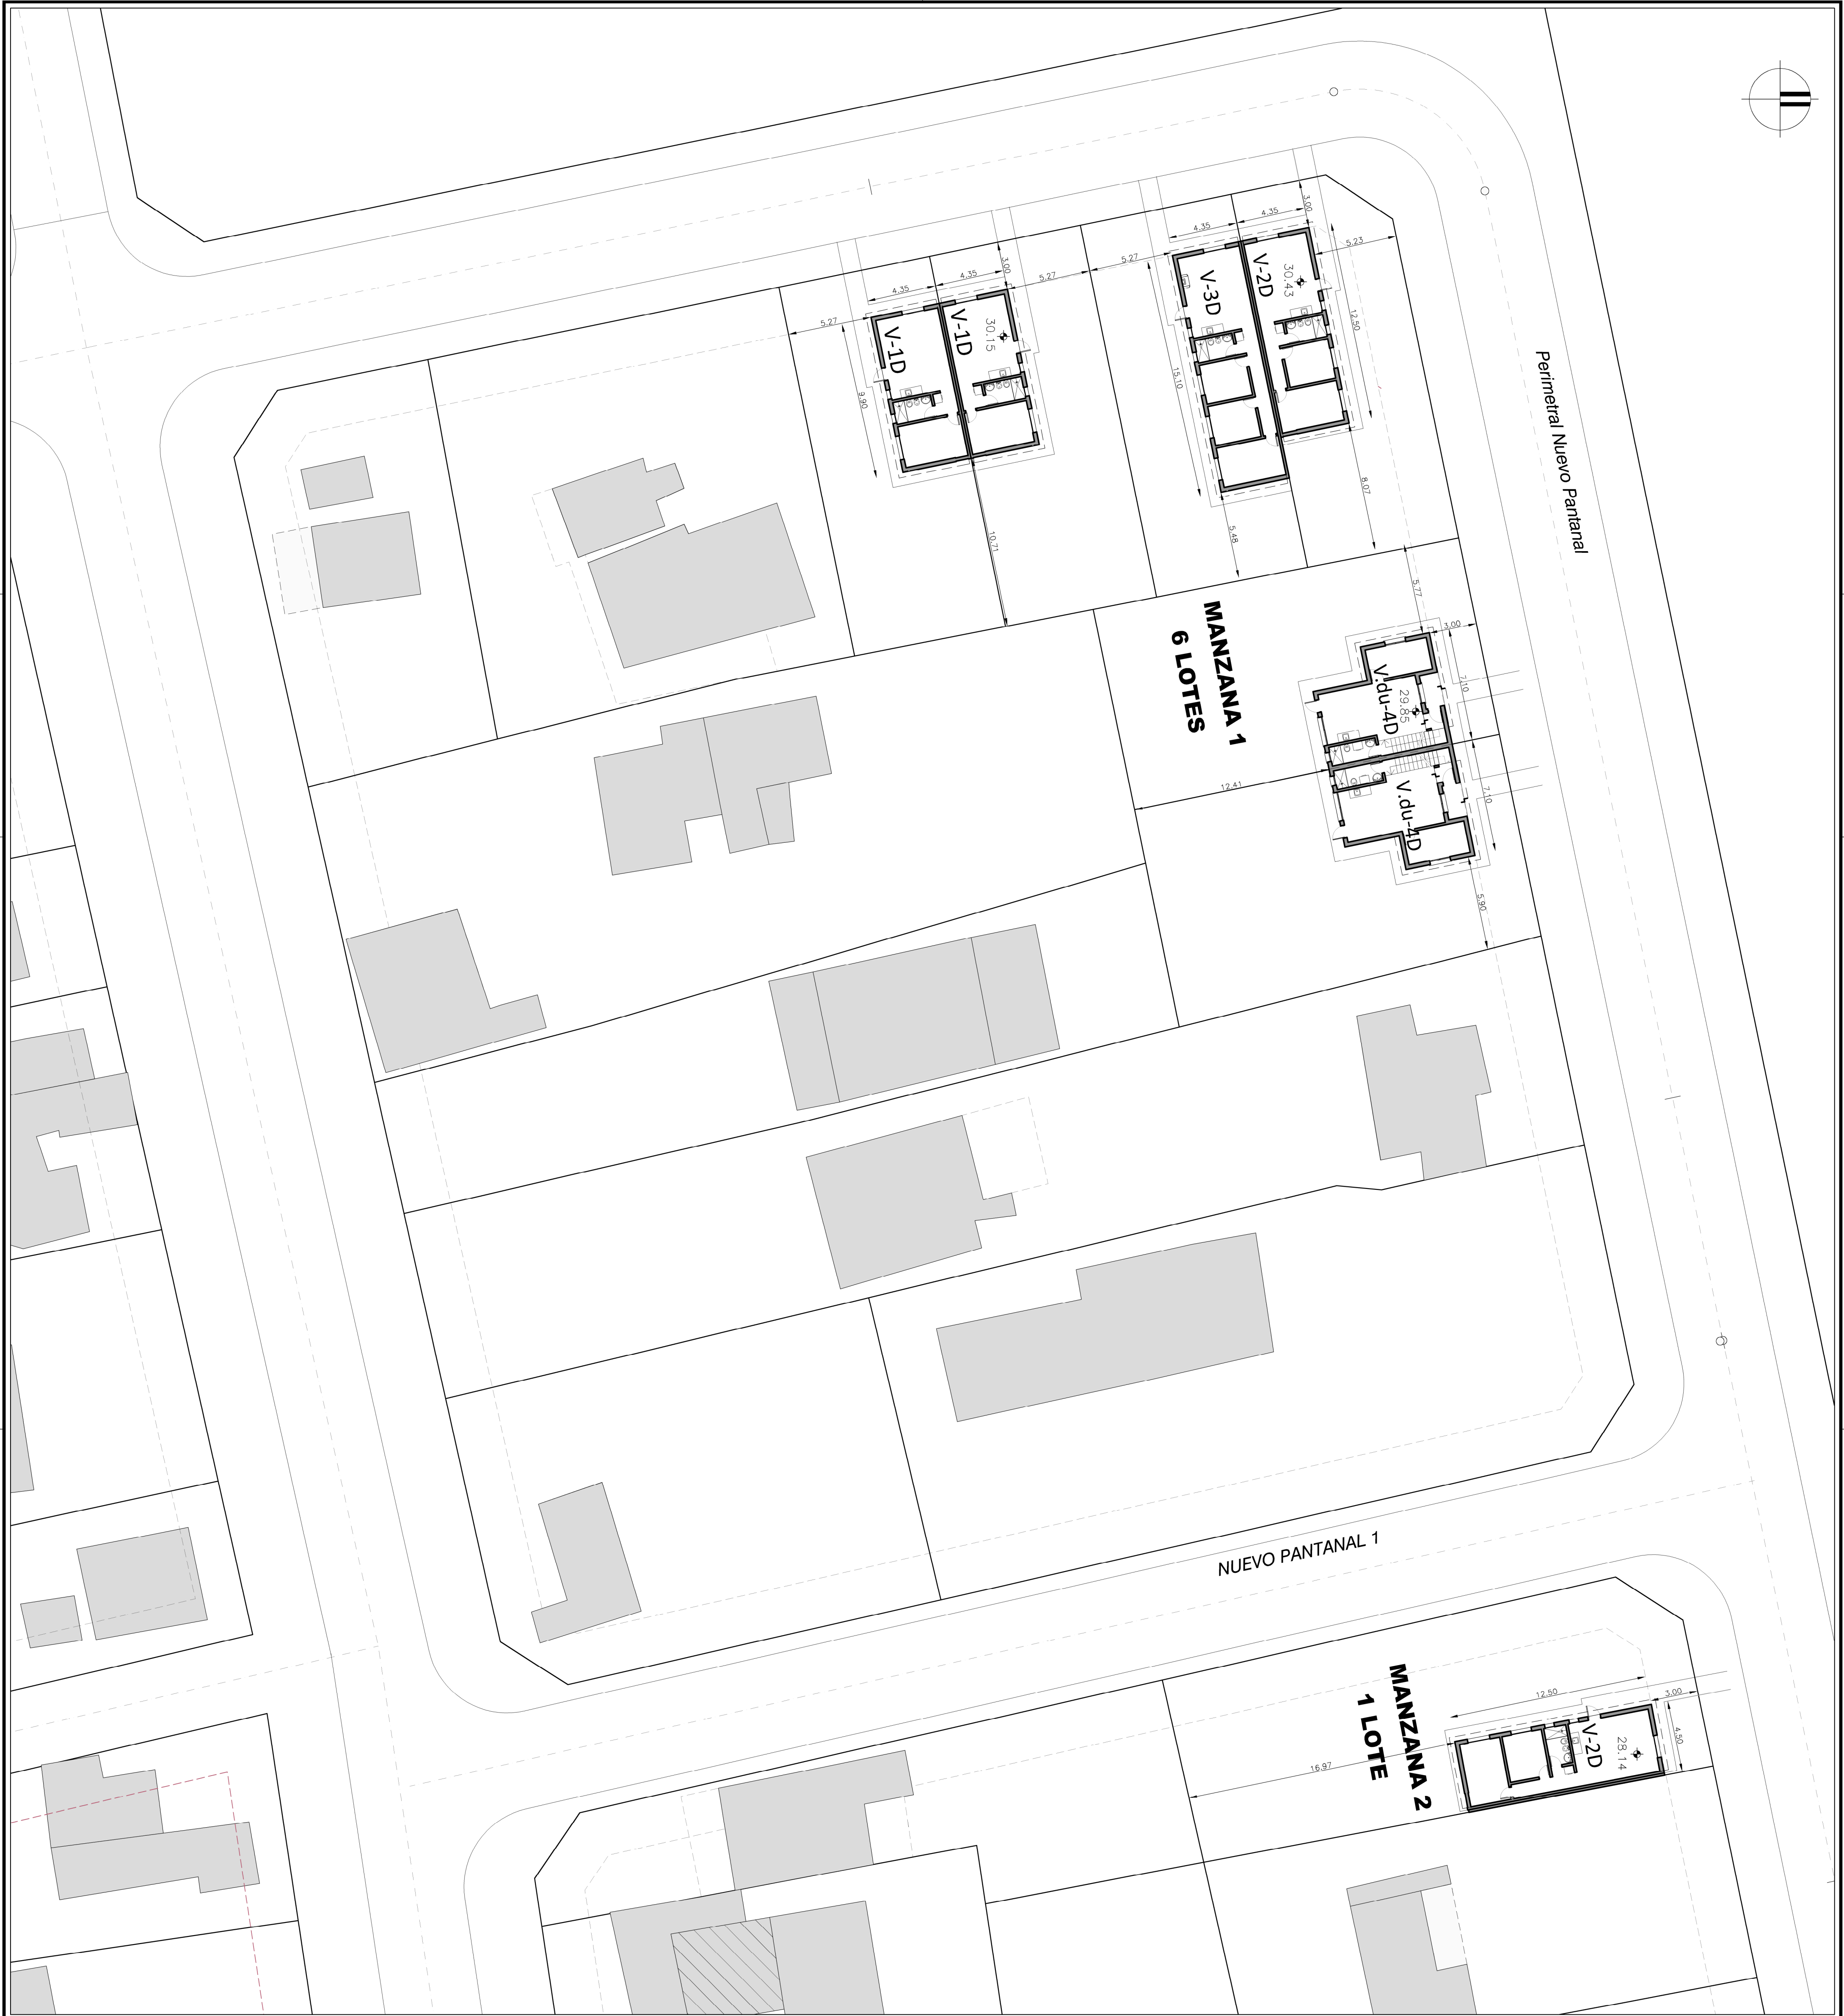 3.00
4.35
4.35
5.23
5.27
V-3D
V-2D
30.43
12.50
15.10
3.00
4.35
4.35
5.27
5.27
V-1D
V-1D
30.15
9.90
Perimetral Nuevo Pantanal
8.07
5.48
10.71
5.77
MANZANA 1
6 LOTES
3.00
7.10
V.du-4D
29.85
12.41
7.10
V.du-4D
5.90
NUEVO PANTANAL 1
MANZANA 2
1 LOTE
12.50
3.00
4.50
V-2D
28.14
16.97